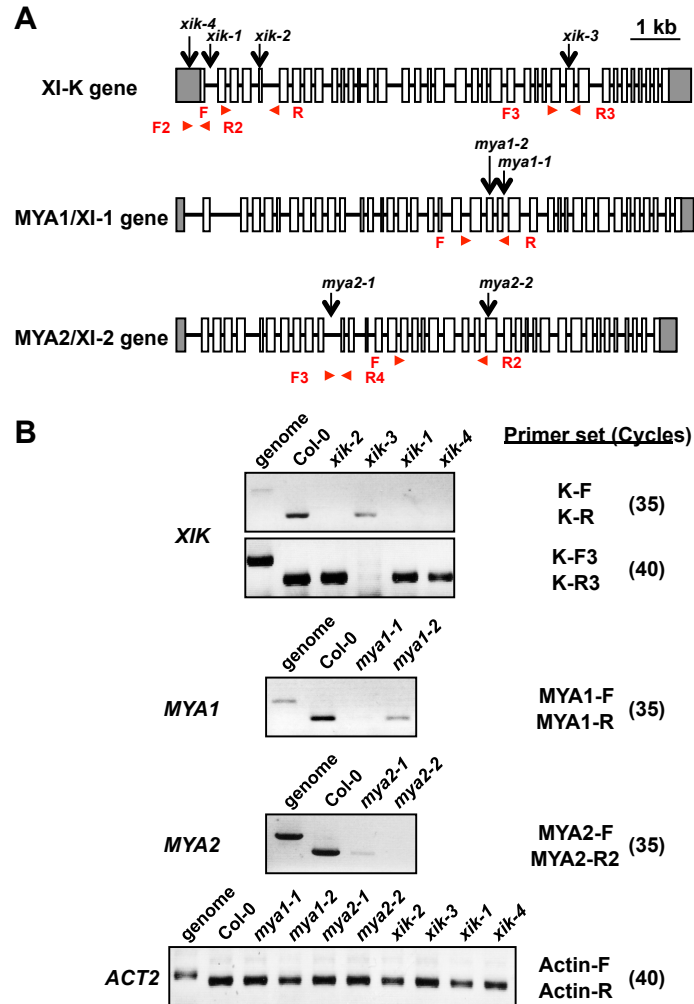 A
xik-4
xik-1
xik-2
xik-3
1 kb
XI-K gene
F
R
F3
R3
F2
R2
mya1-2
mya1-1
MYA1/XI-1 gene
F
R
mya2-1
mya2-2
MYA2/XI-2 gene
F
R2
F3
R4
B
Primer set (Cycles)
genome Col-0 xik-2 xik-3 xik-1 xik-4
XIK
K-F
K-R
(35)
K-F3
K-R3
(40)
genome Col-0 mya1-1 mya1-2
MYA1
MYA1-F
MYA1-R
(35)
genome Col-0 mya2-1 mya2-2
MYA2
MYA2-F
MYA2-R2
(35)
genome Col-0 mya1-1 mya1-2 mya2-1 mya2-2 xik-2 xik-3 xik-1 xik-4
ACT2
Actin-F
Actin-R
(40)